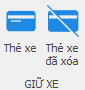 Thẻ xe
Thẻ xe
đã xóa
GIỮ XE